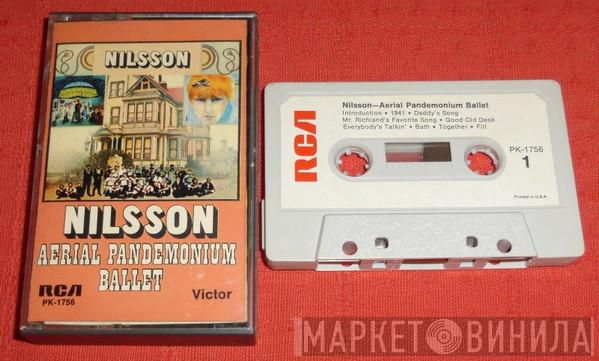 NILSSON
NILSSON
AERIAL PANDEMONIUM
BALLET
RCA
Victor
PK-1756
RCA
Nilsson—Aerial Pandemonium Ballet
Introduction • 1941 • Daddy's Song
Mr. Richland's Favorite Song • Good Old Desk
Everybody's Talkin' • Bath • Together • Fill
PK-1756
1
Printed in U.S.A.
МАРКЕТ ВИНИЛА